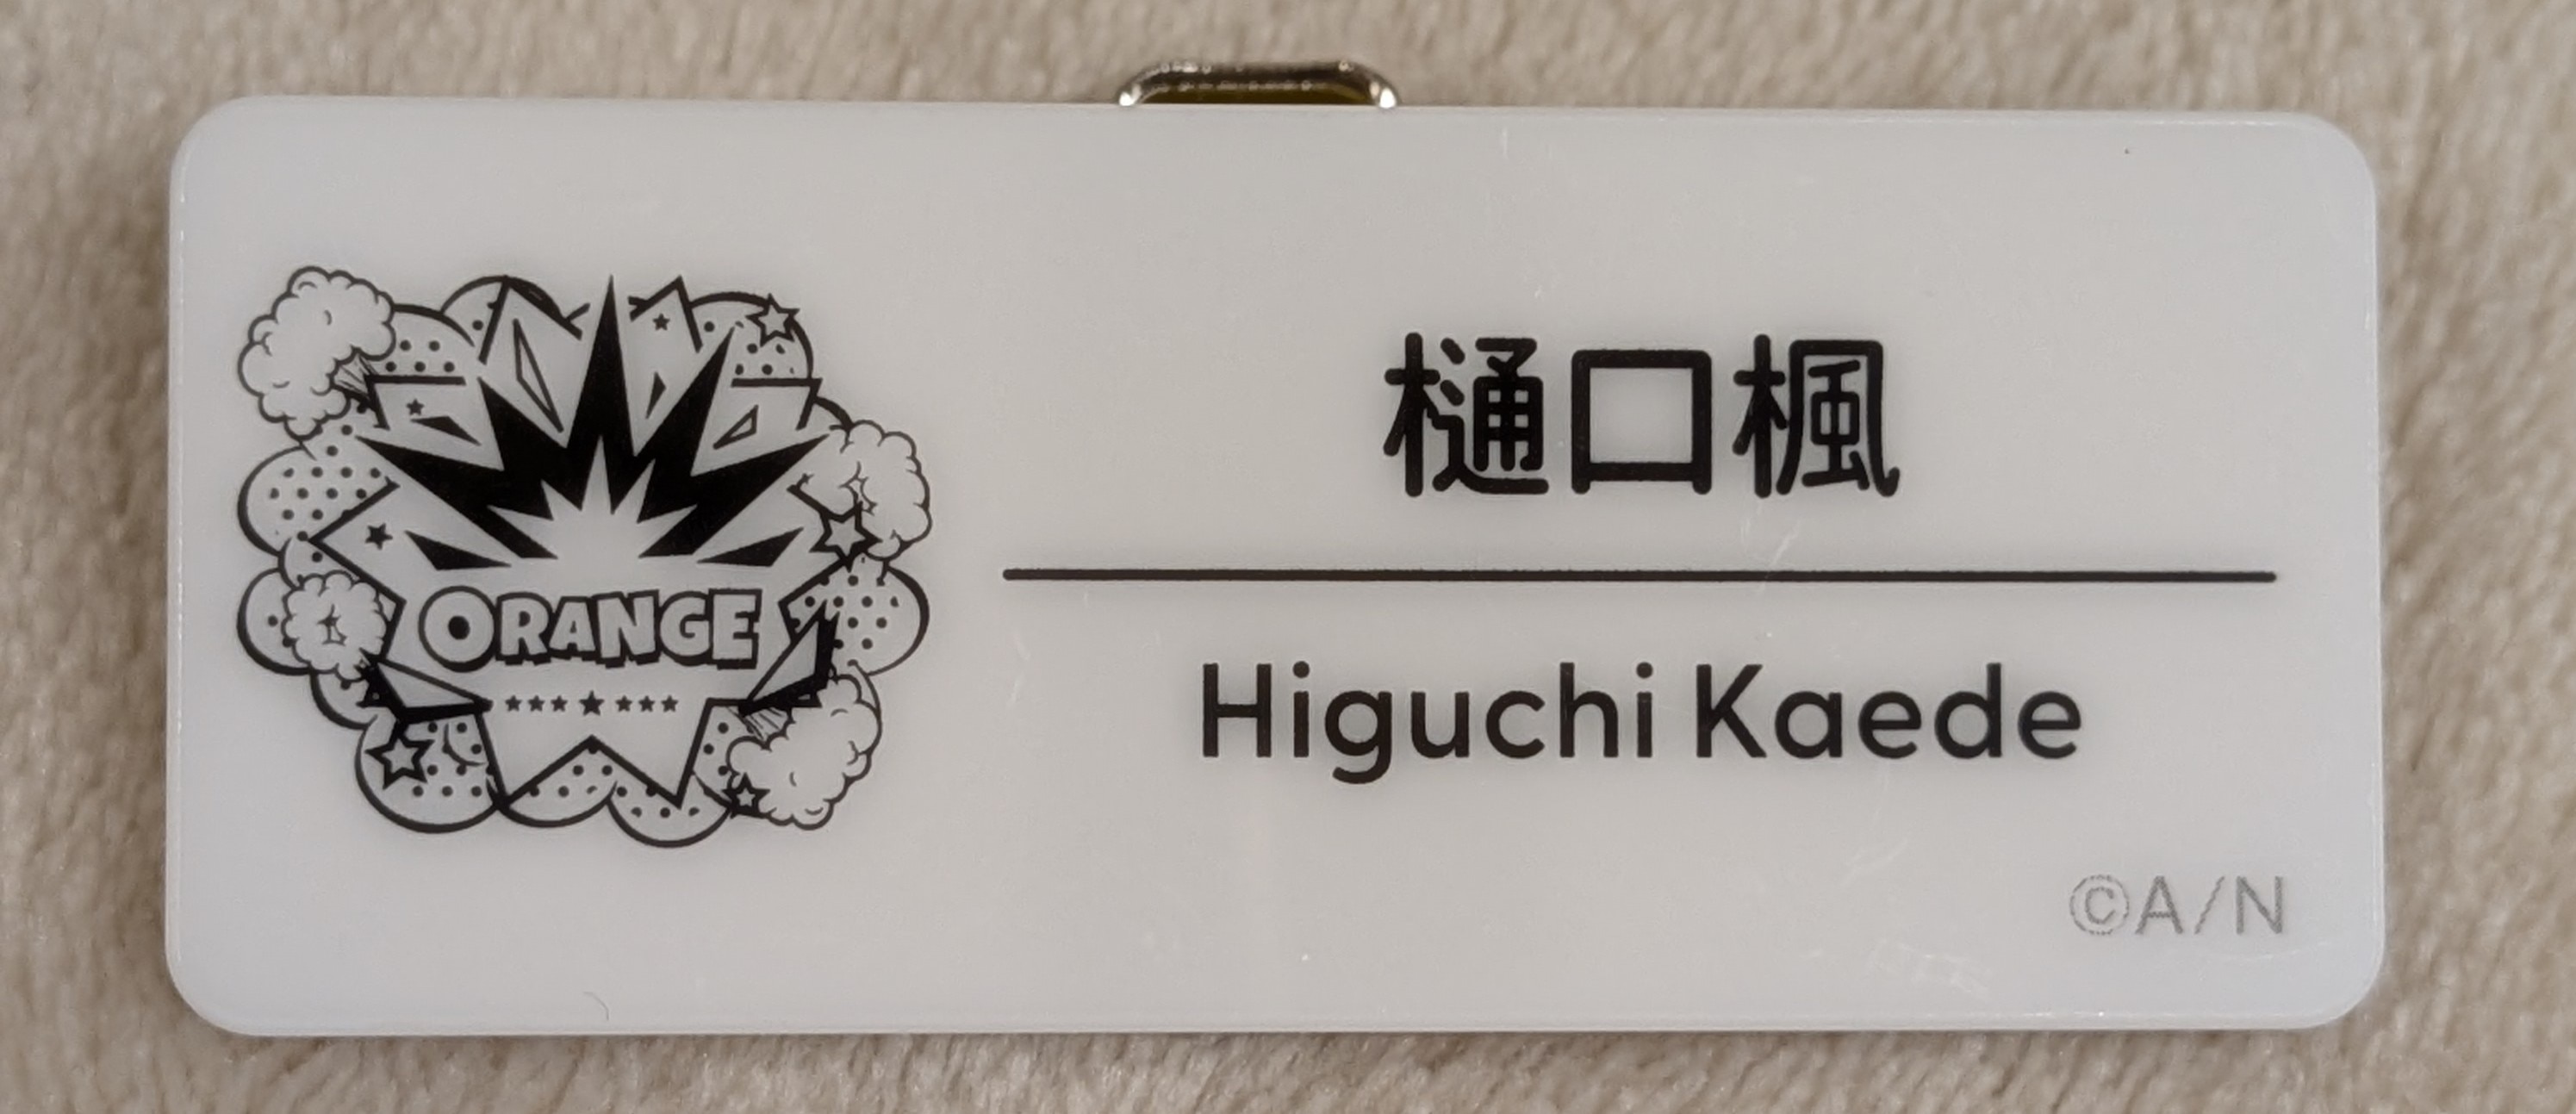 ORANGE
樋口楓
Higuchi Kaede
©A/N